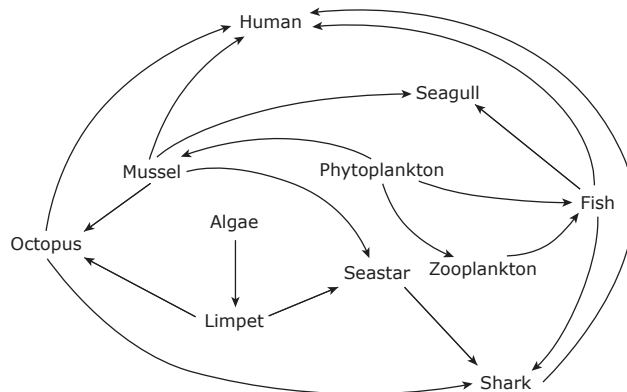 Human
Seagull
Mussel
Phytoplankton
Fish
Algae
Octopus
Seastar
Zooplankton
Limpet
Shark